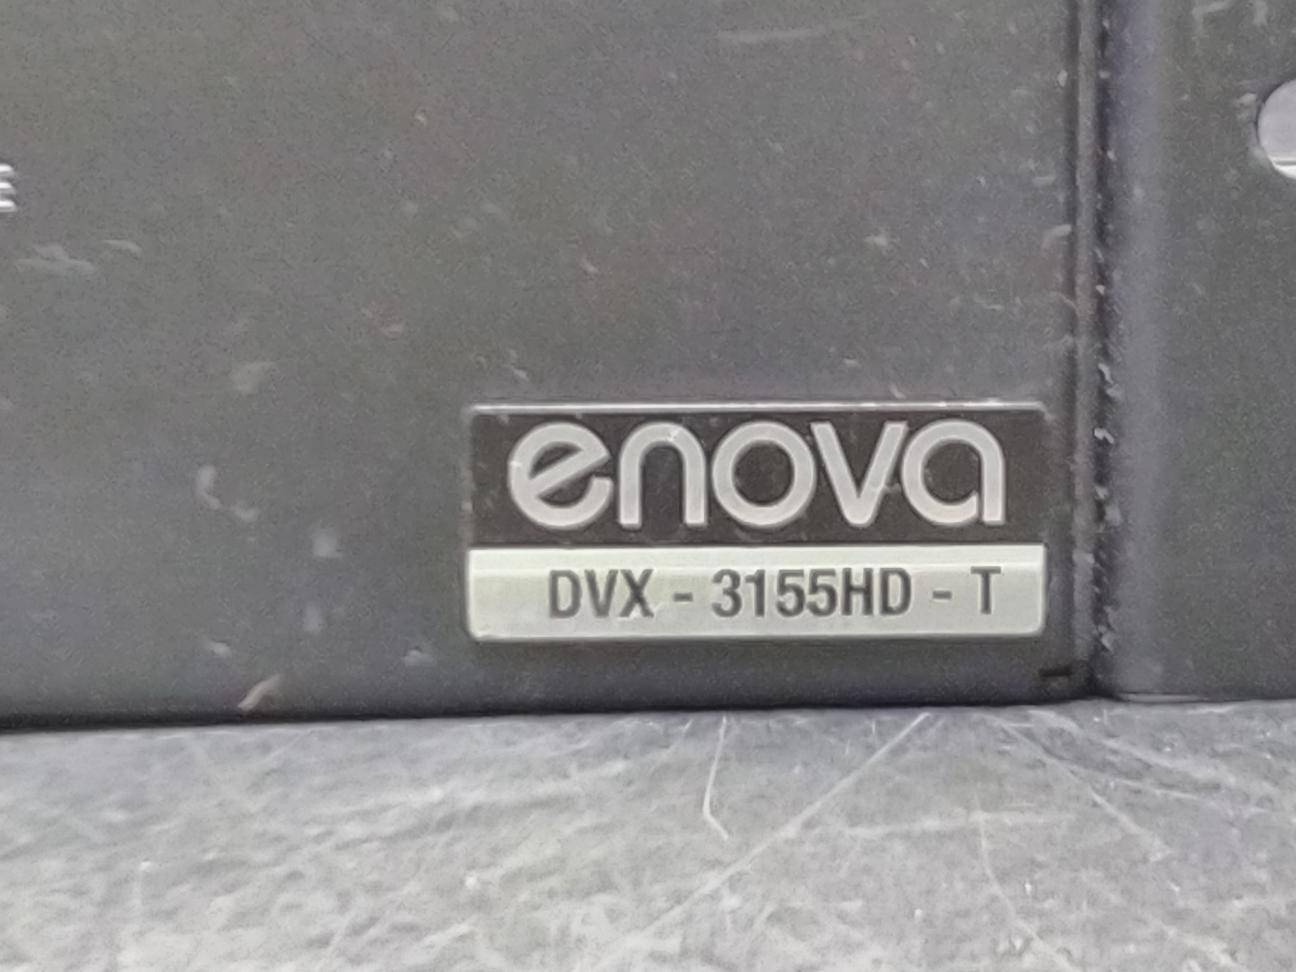 enova
DVX - 3155HD - T